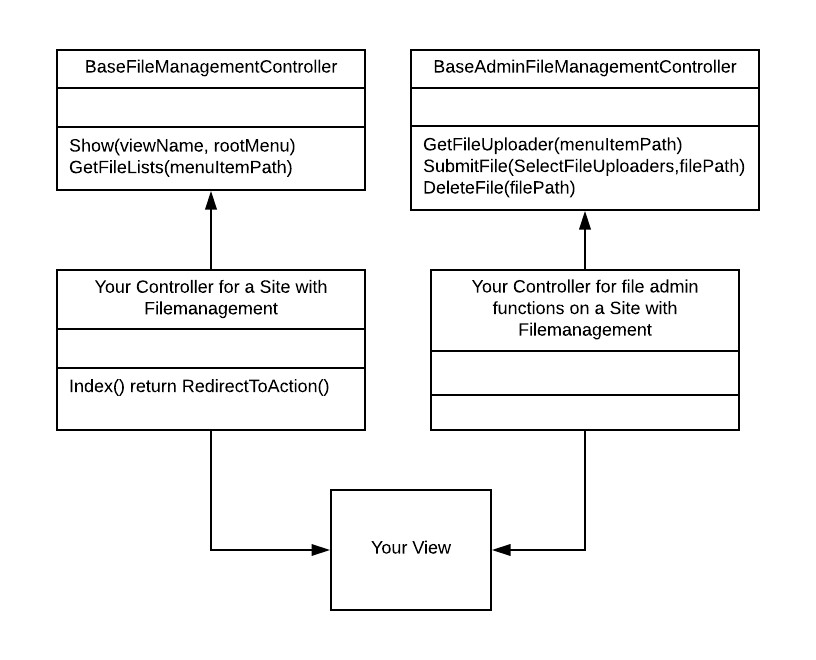 BaseFileManagementController
Show(viewName, rootMenu)
GetFileLists(menuItemPath)
BaseAdminFileManagementController
GetFileUploader(menuItemPath)
SubmitFile(SelectFileUploaders,filePath)
DeleteFile(filePath)
Your Controller for a Site with
Filemanagement
Index() return RedirectToAction()
Your Controller for file admin
functions on a Site with
Filemanagement
Your View